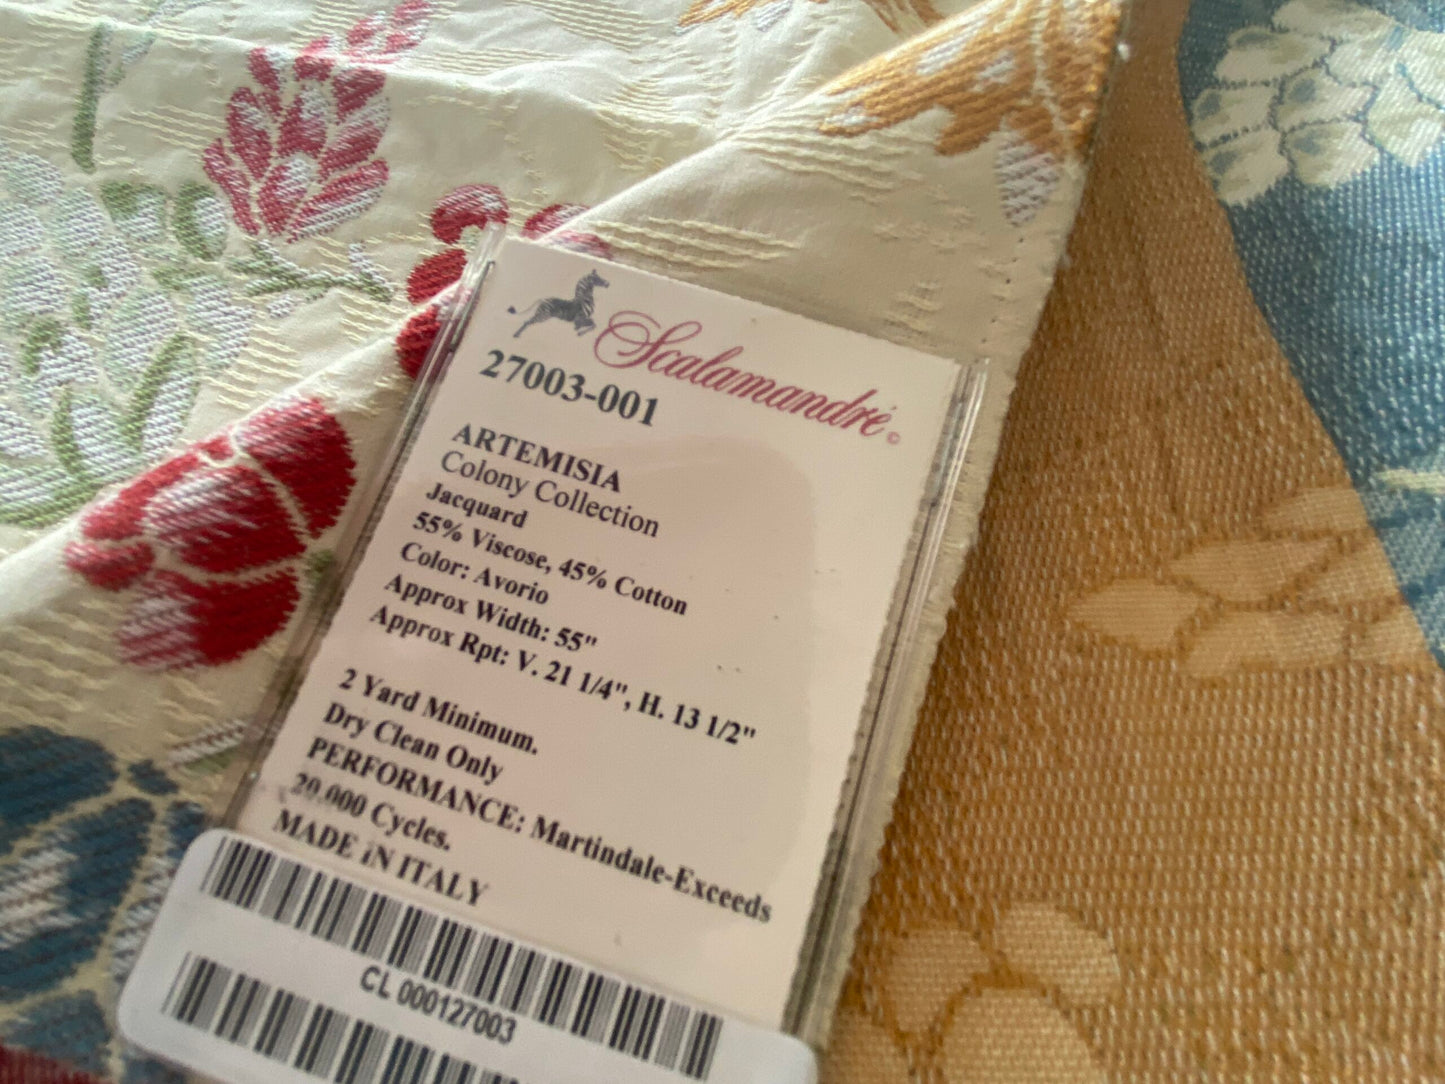 Scalamandré ©
27003-001
ARTEMISIA
Colony Collection
Jacquard
55% Viscose, 45% Cotton
Color: Avorio
Approx Width: 55"
Approx Rpt: V. 21 1/4", H. 13 1/2"
2 Yard Minimum.
Dry Clean Only
PERFORMANCE: Martindale-Exceeds
20.000 Cycles.
MADE iN ITALY
CL 000127003